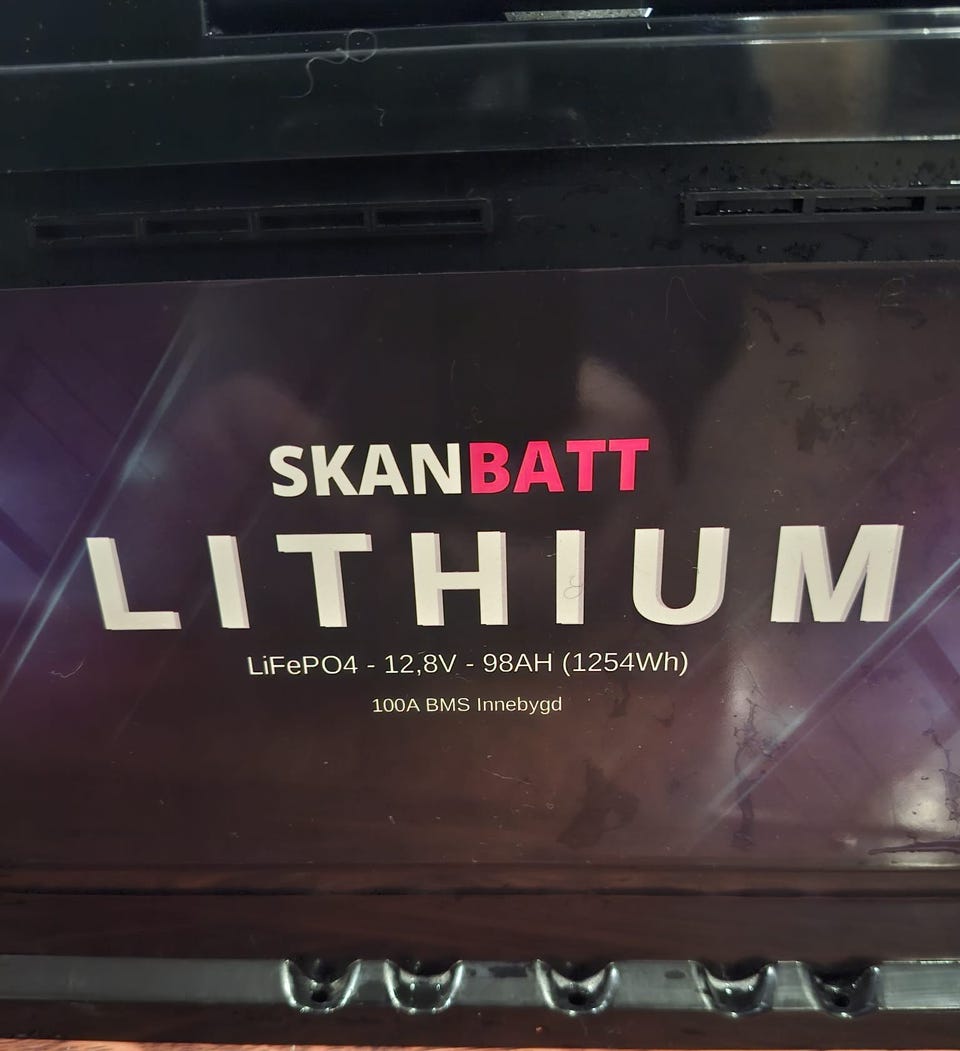 SKANBATT
LITHIUM
LiFePO4 - 12,8V - 98AH (1254Wh)
100A BMS Innebygd